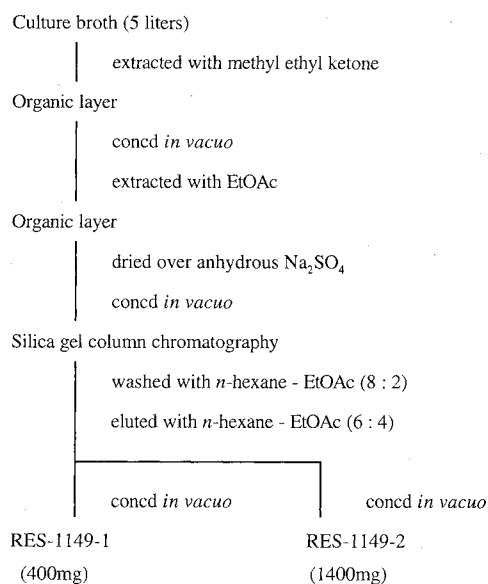 Culture broth (5 liters)
extracted with methyl ethyl ketone
Organic layer
concd in vacuo
extracted with EtOAc
Organic layer
dried over anhydrous Na₂SO₄
concd in vacuo
Silica gel column chromatography
washed with n-hexane - EtOAc (8 : 2)
eluted with n-hexane - EtOAc (6 : 4)
concd in vacuo concd in vacuo
RES-1149-1 RES-1149-2
(400mg) (1400mg)